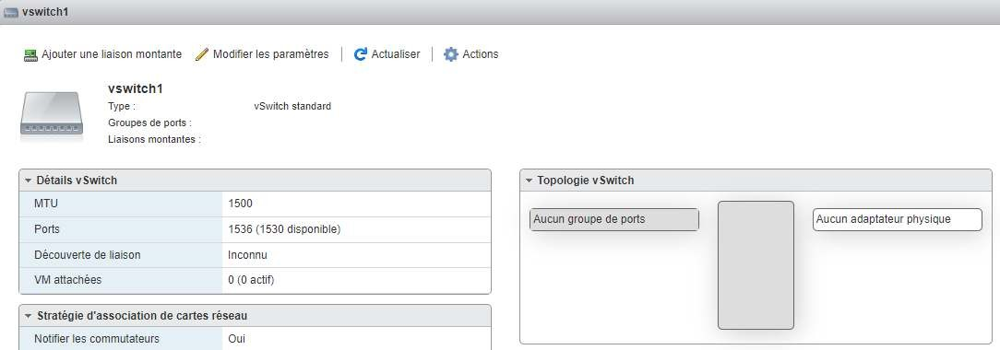 vswitch1
Ajouter une liaison montante Modifier les paramètres Actualiser Actions
vswitch1
Type : vSwitch standard
Groupes de ports :
Liaisons montantes :
Détails vSwitch
MTU 1500
Ports 1536 (1530 disponible)
Découverte de liaison Inconnu
VM attachées 0 (0 actif)
Stratégie d'association de cartes réseau
Notifier les commutateurs Oui
Topologie vSwitch
Aucun groupe de ports Aucun adaptateur physique